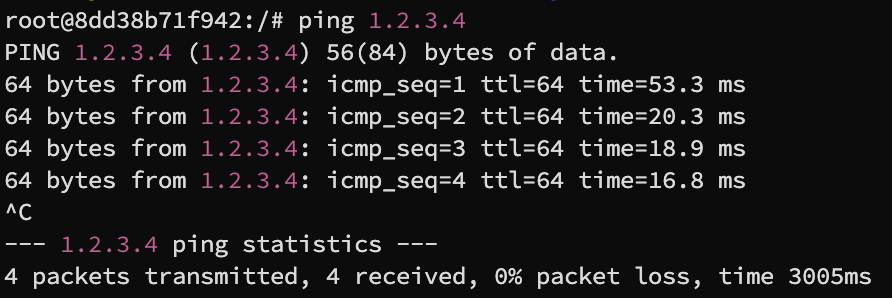 root@8dd38b71f942:/# ping 1.2.3.4
PING 1.2.3.4 (1.2.3.4) 56(84) bytes of data.
64 bytes from 1.2.3.4: icmp_seq=1 ttl=64 time=53.3 ms
64 bytes from 1.2.3.4: icmp_seq=2 ttl=64 time=20.3 ms
64 bytes from 1.2.3.4: icmp_seq=3 ttl=64 time=18.9 ms
64 bytes from 1.2.3.4: icmp_seq=4 ttl=64 time=16.8 ms
^C
--- 1.2.3.4 ping statistics ---
4 packets transmitted, 4 received, 0% packet loss, time 3005ms